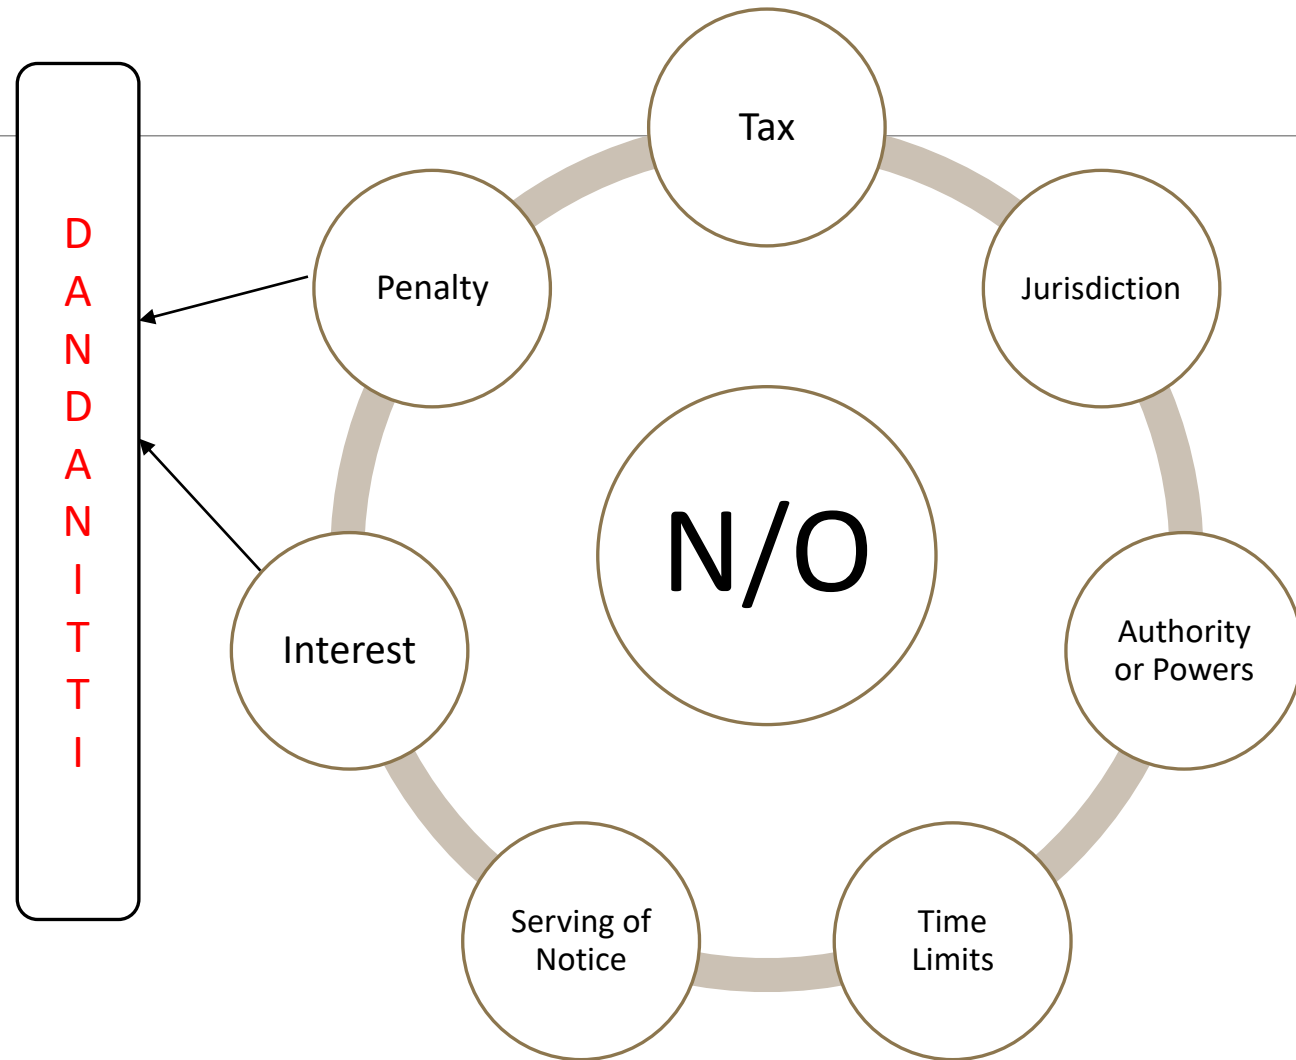 D
A
N
D
A
N
I
T
T
I
Tax
Penalty
Jurisdiction
N/O
Interest
Authority
or Powers
Serving of
Notice
Time
Limits